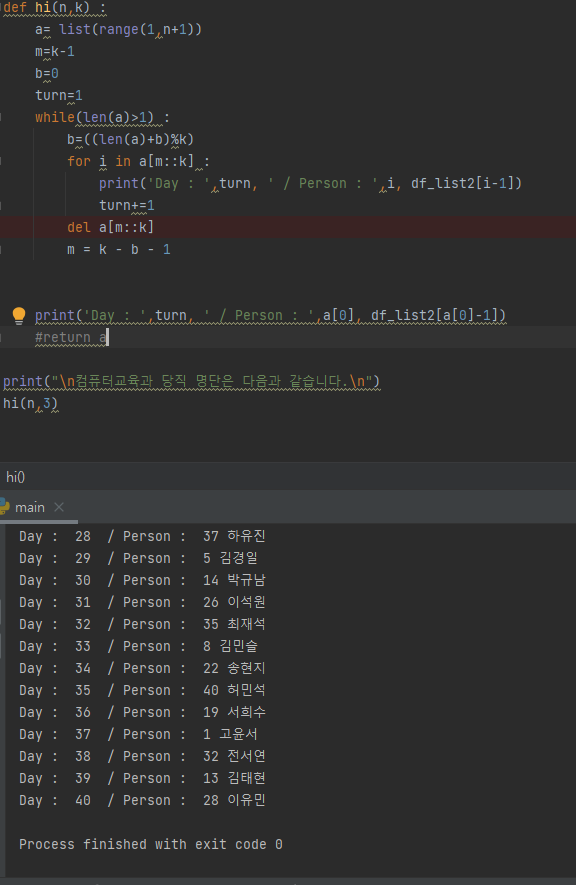 def hi(n,k) :
    a= list(range(1,n+1))
    m=k-1
    b=0
    turn=1
    while(len(a)>1) :
        b=((len(a)+b)%k)
        for i in a[m::k] :
            print('Day : ',turn, ' / Person : ',i, df_list2[i-1])
            turn+=1
        del a[m::k]
        m = k - b - 1
    print('Day : ',turn, ' / Person : ',a[0], df_list2[a[0]-1])
    #return a
print("\n컴퓨터교육과 당직 명단은 다음과 같습니다.\n")
hi(n,3)
hi()
main
Day :  28  / Person :  37 하유진
Day :  29  / Person :  5 김경일
Day :  30  / Person :  14 박규남
Day :  31  / Person :  26 이석원
Day :  32  / Person :  35 최재석
Day :  33  / Person :  8 김민슬
Day :  34  / Person :  22 송현지
Day :  35  / Person :  40 허민석
Day :  36  / Person :  19 서희수
Day :  37  / Person :  1 고윤서
Day :  38  / Person :  32 전서연
Day :  39  / Person :  13 김태현
Day :  40  / Person :  28 이유민
Process finished with exit code 0